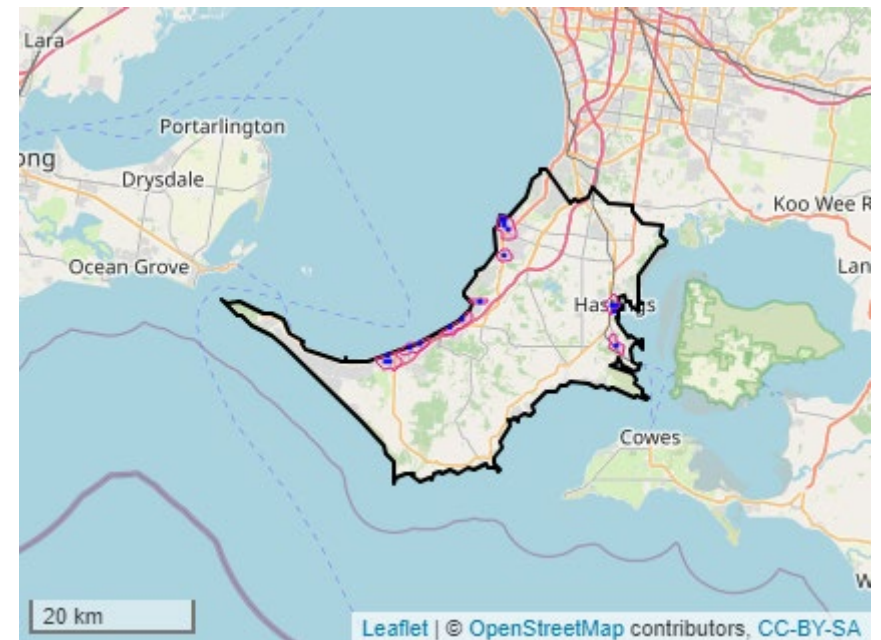 Lara
Portarlington
ong
Drysdale
Koo Wee R
Ocean Grove
Lan
Hastings
Cowes
W
20 km
Leaflet | © OpenStreetMap contributors, CC-BY-SA